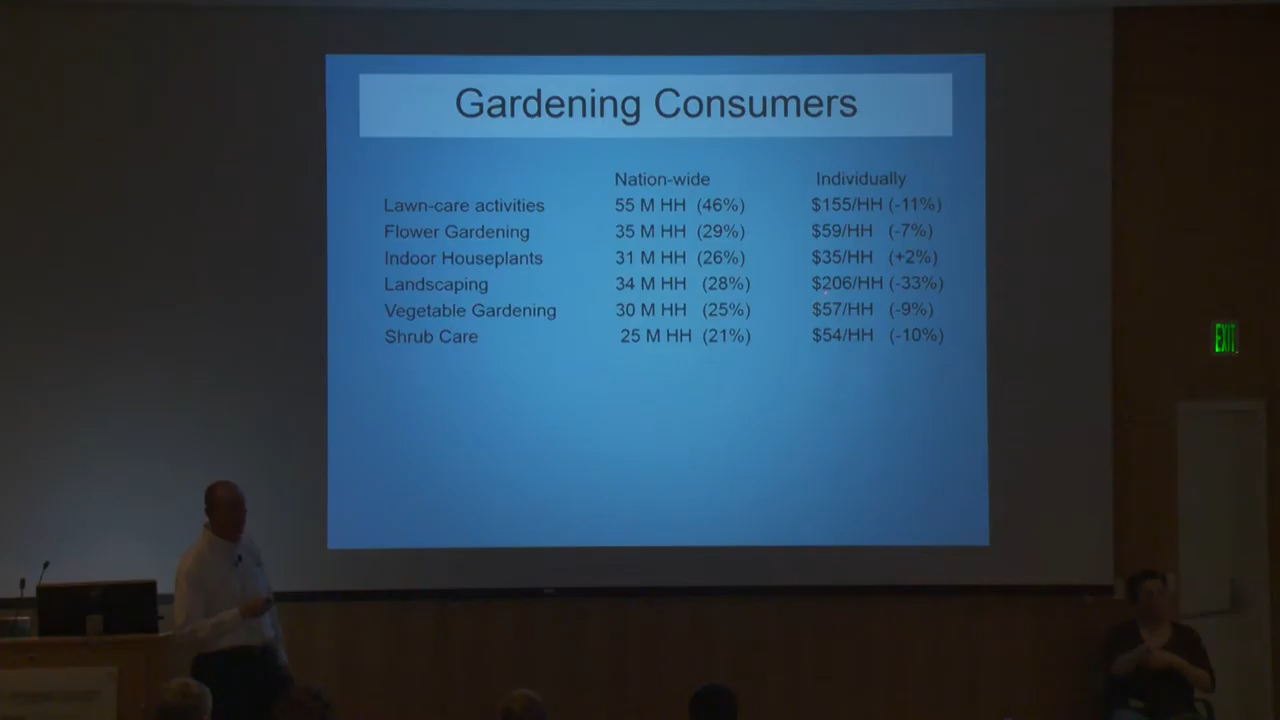 Gardening Consumers
Nation-wide Individually
Lawn-care activities 55 M HH (46%) $155/HH (-11%)
Flower Gardening 35 M HH (29%) $59/HH (-7%)
Indoor Houseplants 31 M HH (26%) $35/HH (+2%)
Landscaping 34 M HH (28%) $206/HH (-33%)
Vegetable Gardening 30 M HH (25%) $57/HH (-9%)
Shrub Care 25 M HH (21%) $54/HH (-10%)
EXIT